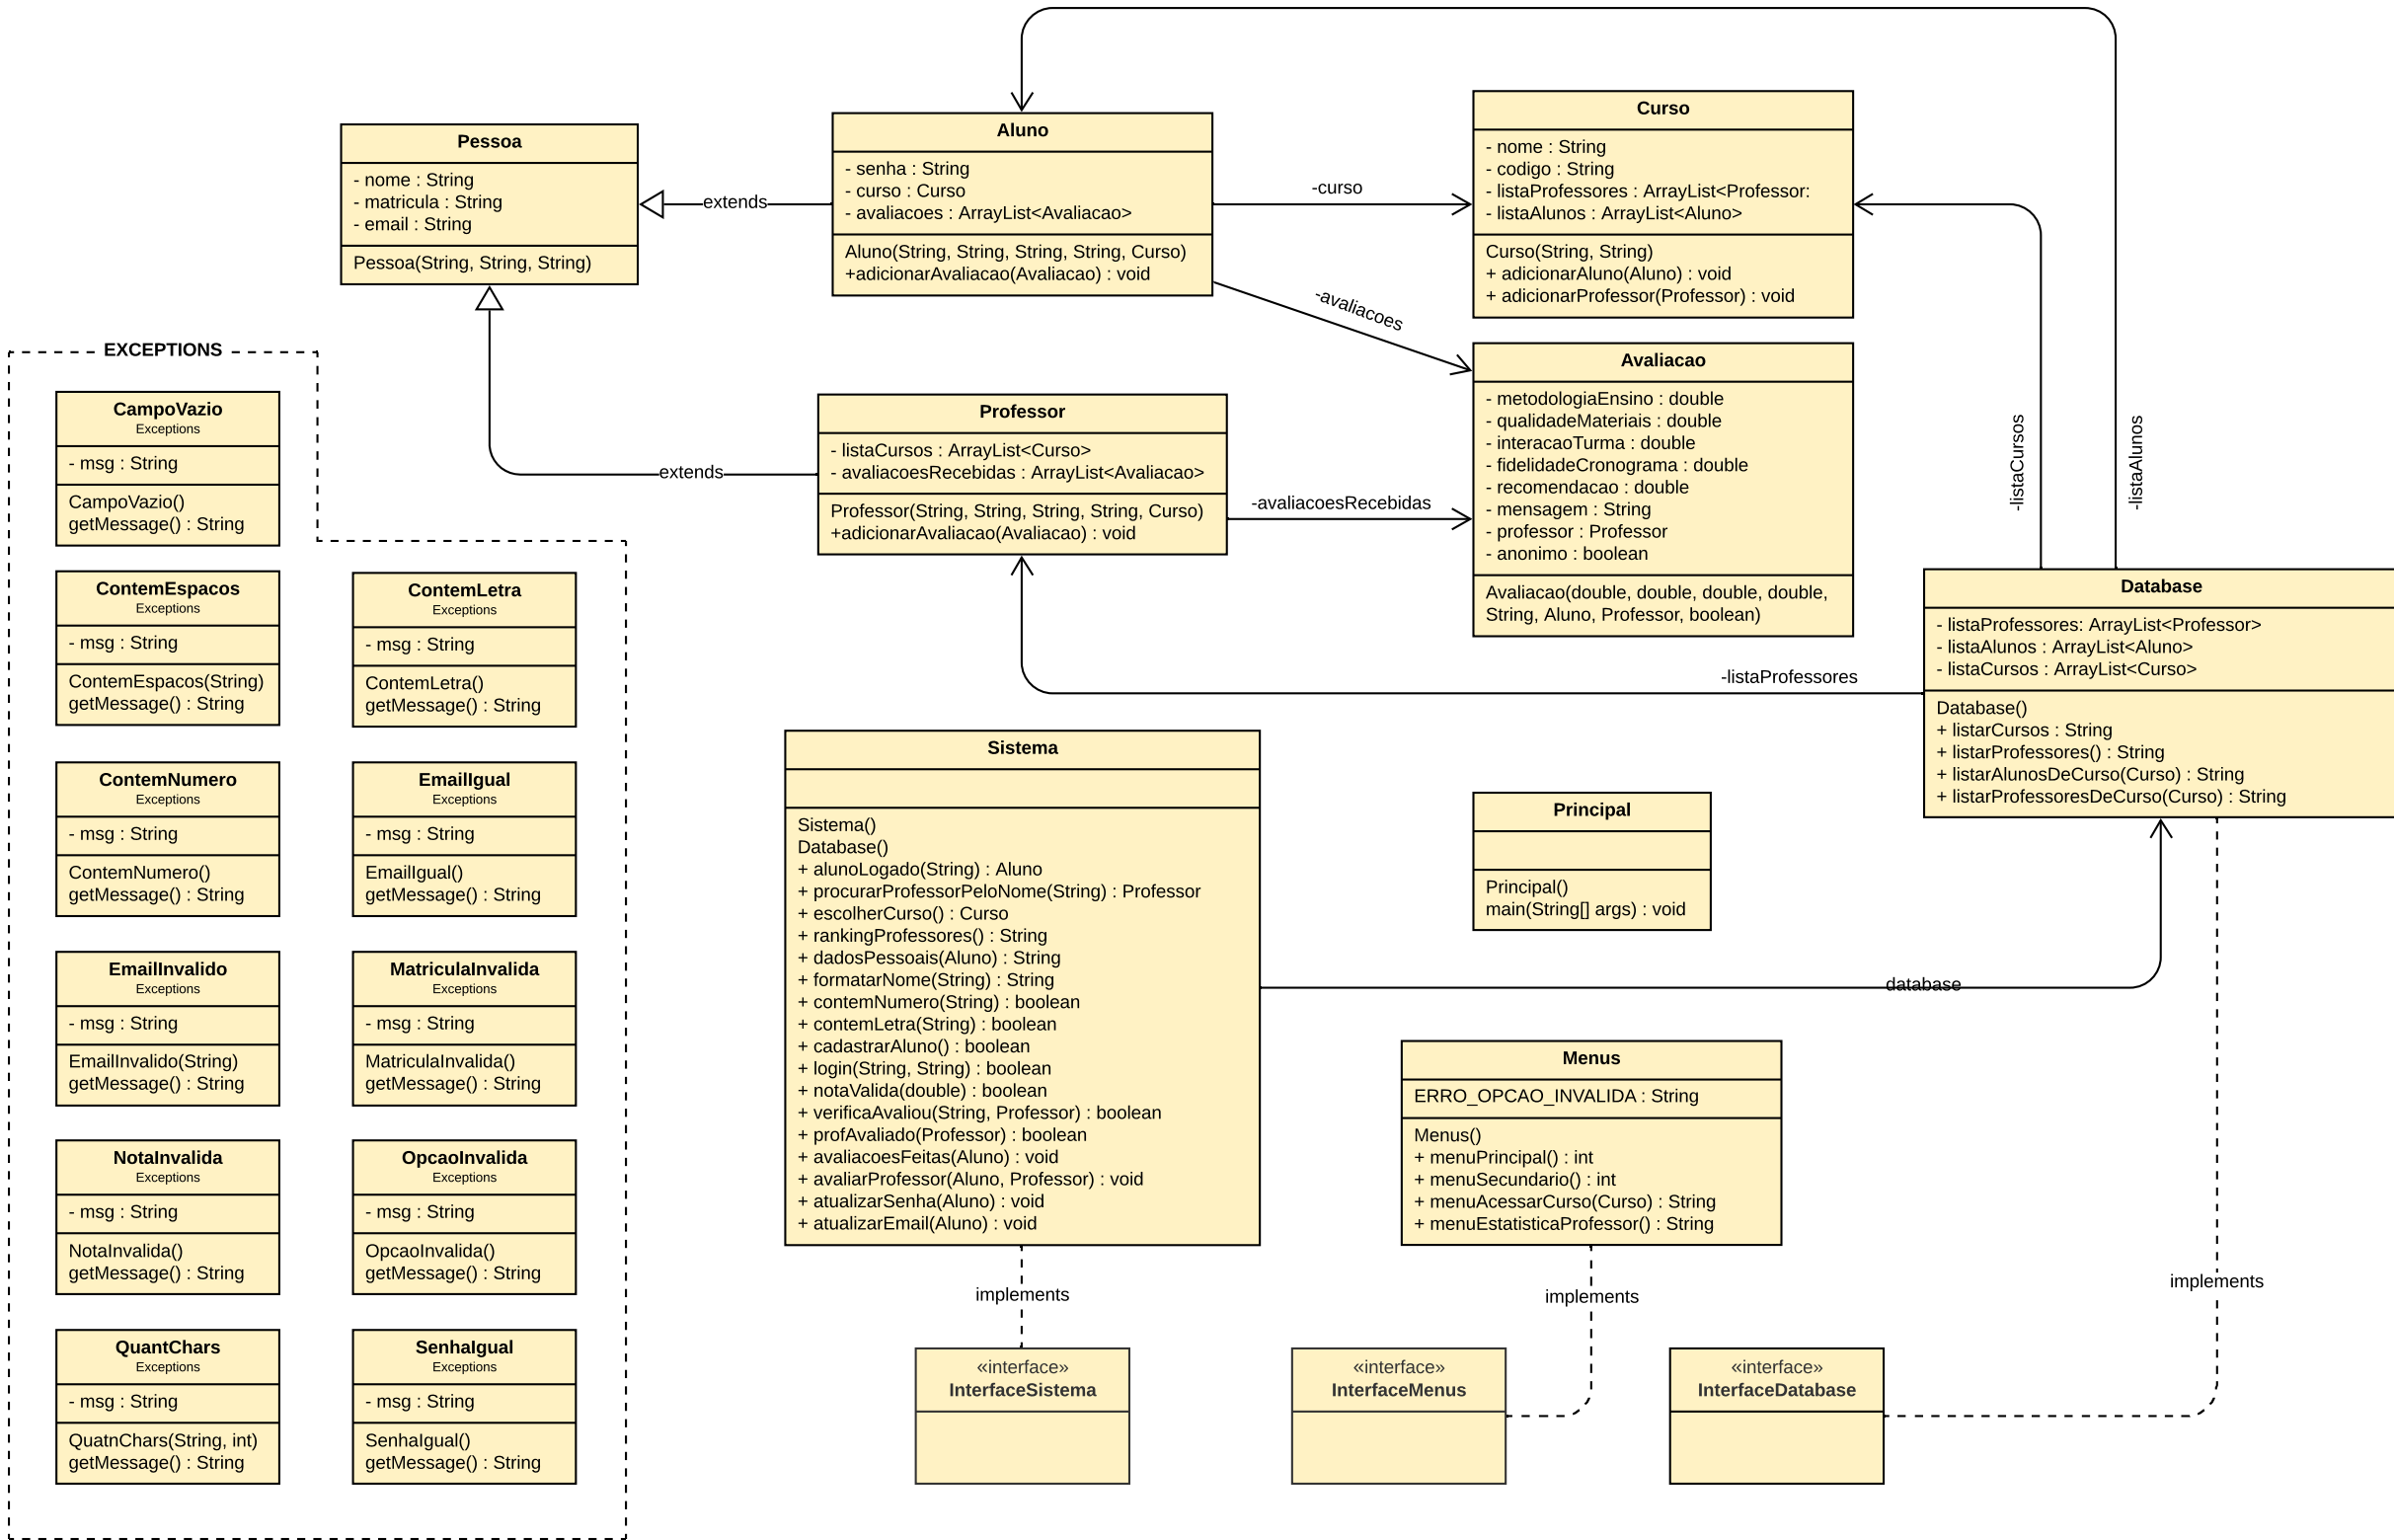 Pessoa
- nome : String
- matricula : String
- email : String
Pessoa(String, String, String)
extends
Aluno
- senha : String
- curso : Curso
- avaliacoes : ArrayList<Avaliacao>
Aluno(String, String, String, String, Curso)
+adicionarAvaliacao(Avaliacao) : void
-curso
-avaliacoes
Curso
- nome : String
- codigo : String
- listaProfessores : ArrayList<Professor:
- listaAlunos : ArrayList<Aluno>
Curso(String, String)
+ adicionarAluno(Aluno) : void
+ adicionarProfessor(Professor) : void
extends
Professor
- listaCursos : ArrayList<Curso>
- avaliacoesRecebidas : ArrayList<Avaliacao>
Professor(String, String, String, String, Curso)
+adicionarAvaliacao(Avaliacao) : void
-avaliacoesRecebidas
Avaliacao
- metodologiaEnsino : double
- qualidadeMateriais : double
- interacaoTurma : double
- fidelidadeCronograma : double
- recomendacao : double
- mensagem : String
- professor : Professor
- anonimo : boolean
Avaliacao(double, double, double, double,
String, Aluno, Professor, boolean)
-listaCursos
-listaAlunos
-listaProfessores
Database
- listaProfessores: ArrayList<Professor>
- listaAlunos : ArrayList<Aluno>
- listaCursos : ArrayList<Curso>
Database()
+ listarCursos : String
+ listarProfessores() : String
+ listarAlunosDeCurso(Curso) : String
+ listarProfessoresDeCurso(Curso) : String
EXCEPTIONS
CampoVazio
Exceptions
- msg : String
CampoVazio()
getMessage() : String
ContemEspacos
Exceptions
- msg : String
ContemEspacos(String)
getMessage() : String
ContemLetra
Exceptions
- msg : String
ContemLetra()
getMessage() : String
ContemNumero
Exceptions
- msg : String
ContemNumero()
getMessage() : String
EmailIgual
Exceptions
- msg : String
EmailIgual()
getMessage() : String
EmailInvalido
Exceptions
- msg : String
EmailInvalido(String)
getMessage() : String
MatriculaInvalida
Exceptions
- msg : String
MatriculaInvalida()
getMessage() : String
NotaInvalida
Exceptions
- msg : String
NotaInvalida()
getMessage() : String
OpcaoInvalida
Exceptions
- msg : String
OpcaoInvalida()
getMessage() : String
QuantChars
Exceptions
- msg : String
QuatnChars(String, int)
getMessage() : String
SenhaIgual
Exceptions
- msg : String
SenhaIgual()
getMessage() : String
Sistema
Sistema()
Database()
+ alunoLogado(String) : Aluno
+ procurarProfessorPeloNome(String) : Professor
+ escolherCurso() : Curso
+ rankingProfessores() : String
+ dadosPessoais(Aluno) : String
+ formatarNome(String) : String
+ contemNumero(String) : boolean
+ contemLetra(String) : boolean
+ cadastrarAluno() : boolean
+ login(String, String) : boolean
+ notaValida(double) : boolean
+ verificaAvaliou(String, Professor) : boolean
+ profAvaliado(Professor) : boolean
+ avaliacoesFeitas(Aluno) : void
+ avaliarProfessor(Aluno, Professor) : void
+ atualizarSenha(Aluno) : void
+ atualizarEmail(Aluno) : void
Principal
Principal()
main(String[] args) : void
database
Menus
ERRO_OPCAO_INVALIDA : String
Menus()
+ menuPrincipal() : int
+ menuSecundario() : int
+ menuAcessarCurso(Curso) : String
+ menuEstatisticaProfessor() : String
implements
implements
implements
«interface»
InterfaceSistema
«interface»
InterfaceMenus
«interface»
InterfaceDatabase